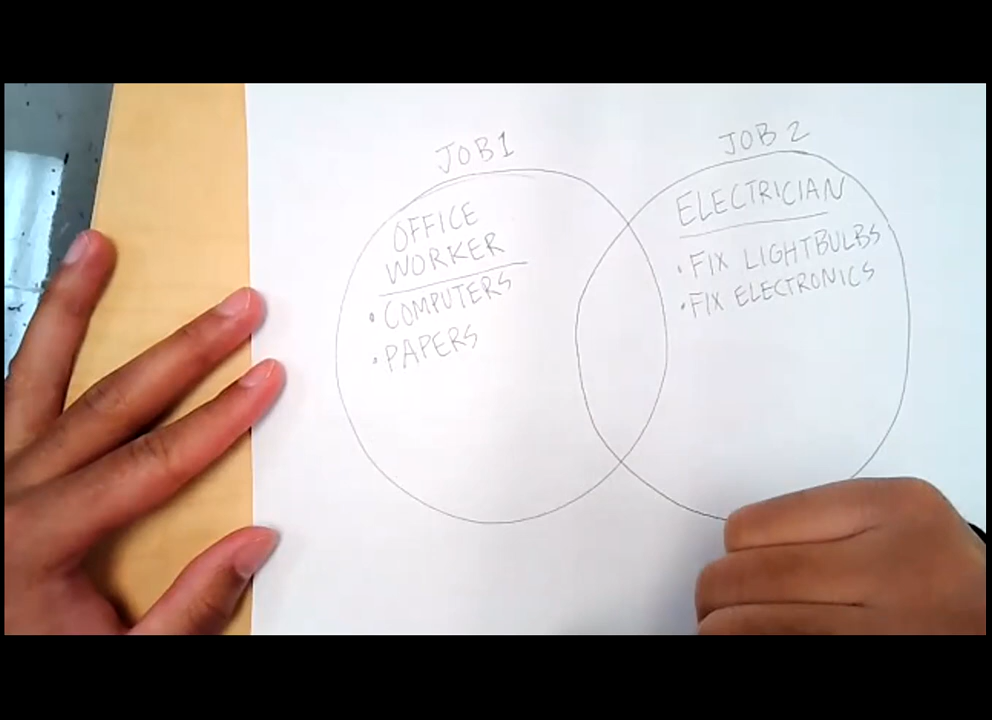 JOB 1
OFFICE
WORKER
• COMPUTERS
• PAPERS
JOB 2
ELECTRICIAN
• FIX LIGHTBULBS
• FIX ELECTRONICS